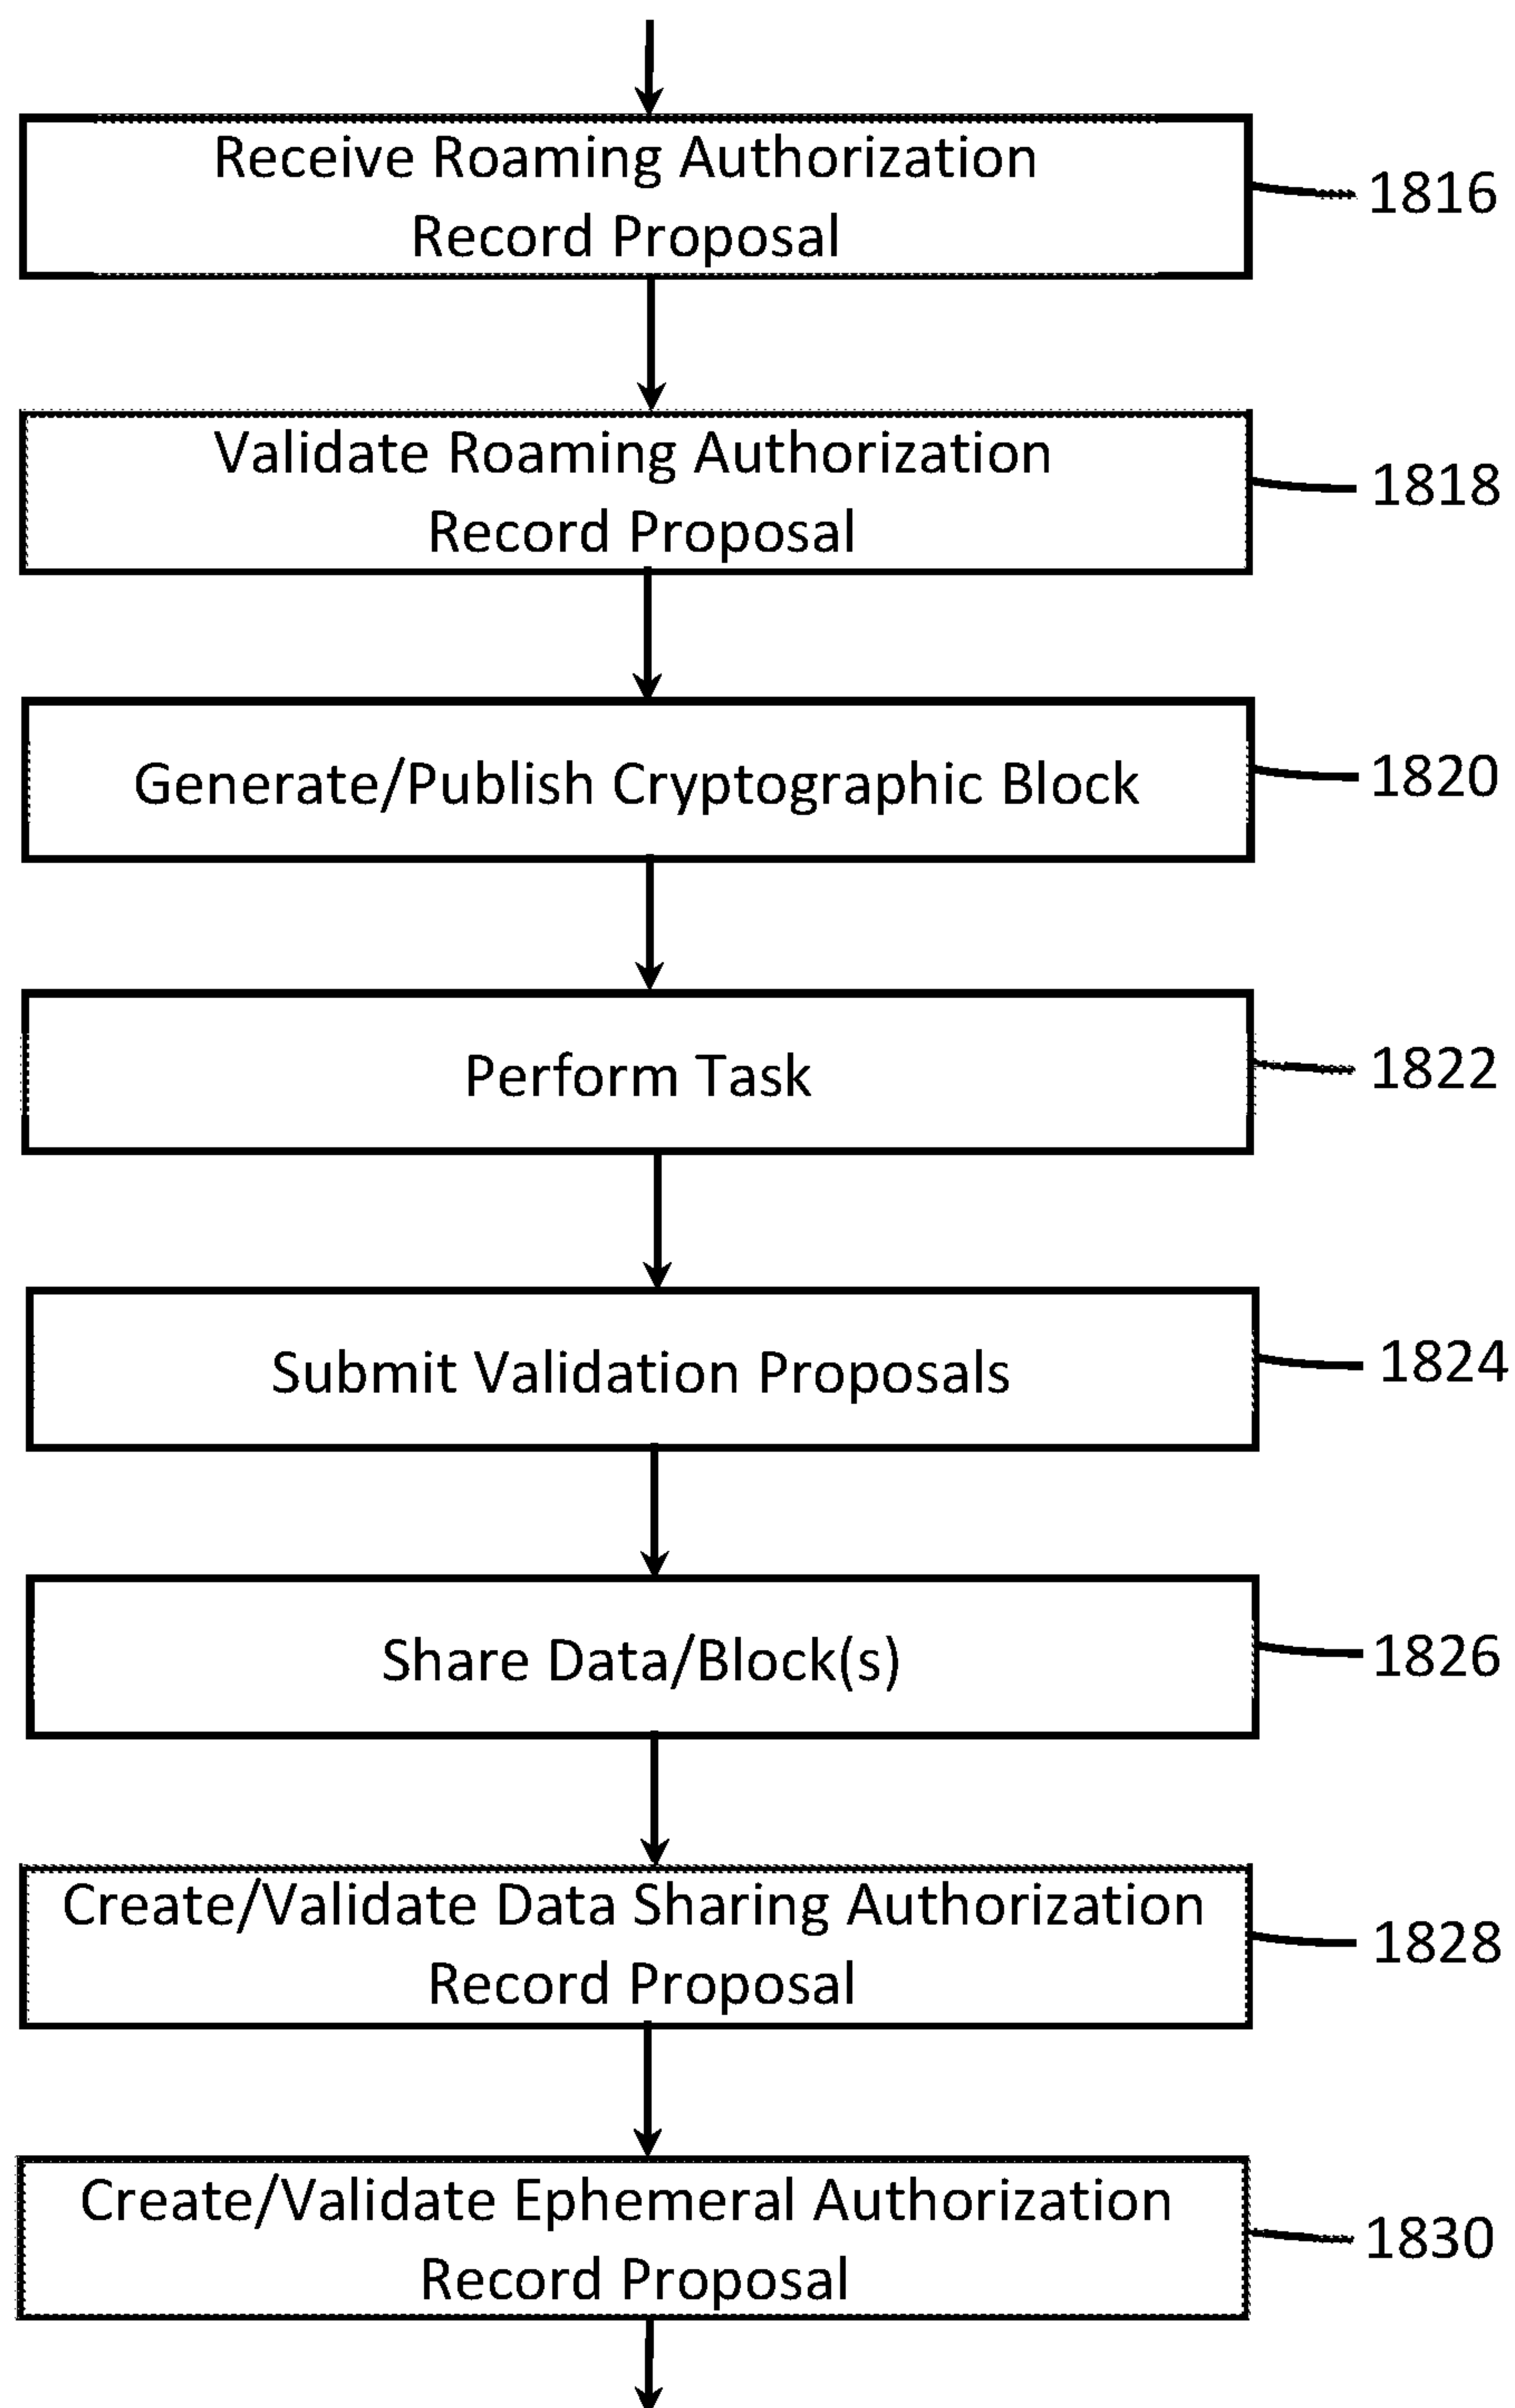 Receive Roaming Authorization
Record Proposal
1816
Validate Roaming Authorization
Record Proposal
1818
Generate/Publish Cryptographic Block
1820
Perform Task
1822
Submit Validation Proposals
1824
Share Data/Block(s)
1826
Create/Validate Data Sharing Authorization
Record Proposal
1828
Create/Validate Ephemeral Authorization
Record Proposal
1830